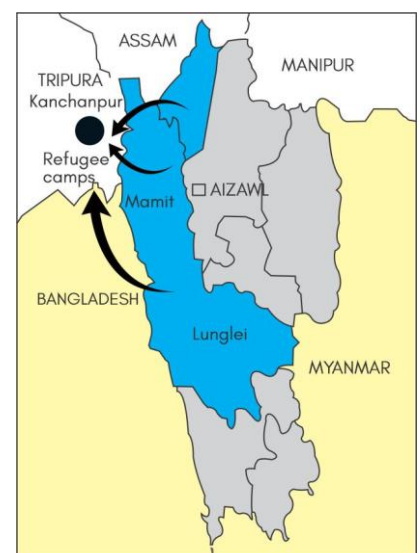 ASSAM
MANIPUR
TRIPURA
Kanchanpur
Refugee
camps
Mamit
AIZAWL
BANGLADESH
Lunglei
MYANMAR